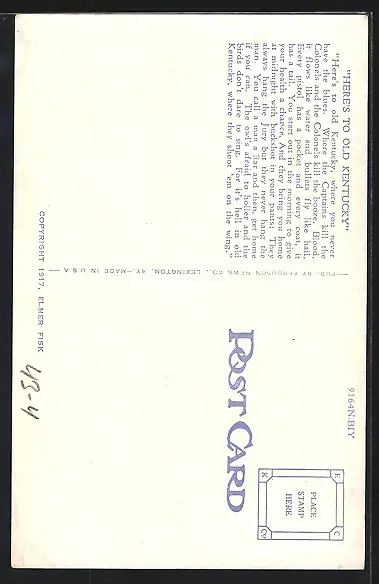 "HERE'S TO OLD KENTUCKY"
"Here's to old Kentucky, where you never
have the blues. Where the Captains kill the
Colonels and the Colonels kill the booze. Blood,
it flows like water and bullets fly like hail,
Every pistol has a pocket and every coat, it
has a tail. You start out in the morning to give
your health a chance, And they bring you home
at midnight with buckshot in your pants; They
always hang the Jury but they never hang the
man. You call a man a liar and then, get home
if you can. The owl's afraid to holler and the
birds don't dare to sing, For it's hell in old
Kentucky, where they shoot 'em on the wing."
COPYRIGHT 1917, ELMER FISK
43-4
PUB. BY FERGUSON NEWS CO., LEXINGTON, KY.—MADE IN U S A
POST CARD
9164N-BIY
E C
PLACE
STAMP
HERE
K Co